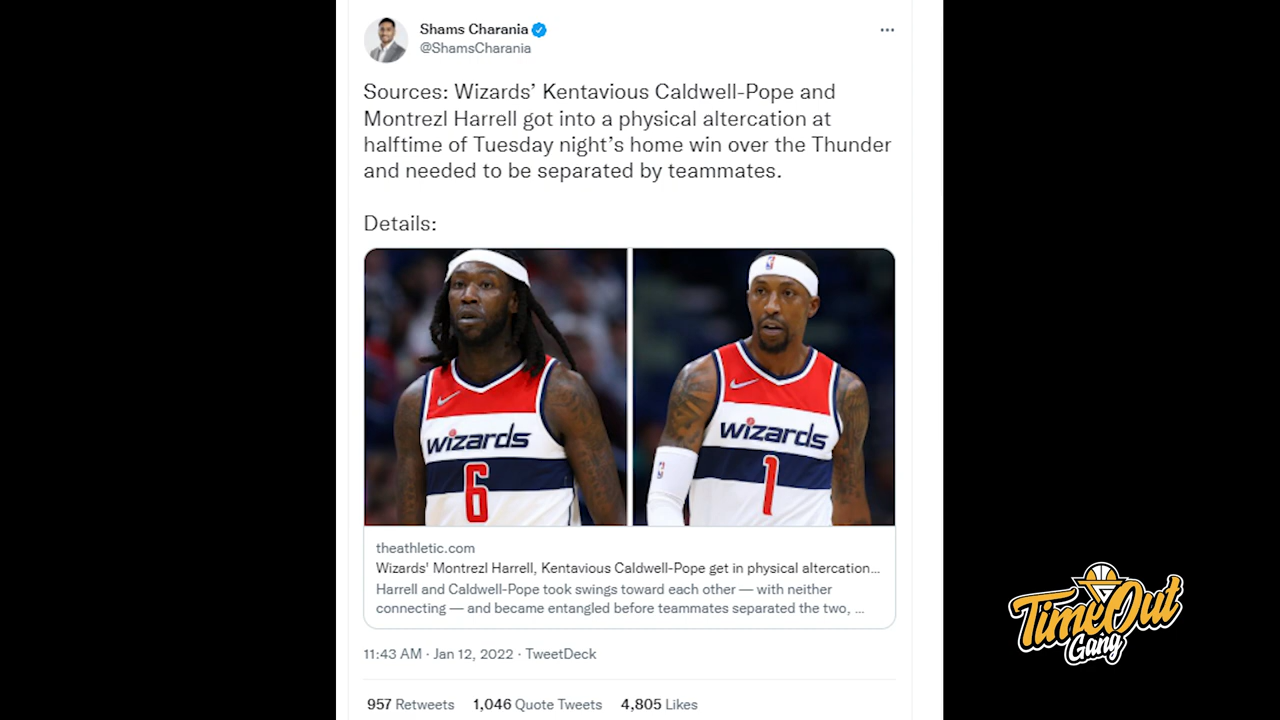 Shams Charania
@ShamsCharania
Sources: Wizards’ Kentavious Caldwell-Pope and
Montrezl Harrell got into a physical altercation at
halftime of Tuesday night’s home win over the Thunder
and needed to be separated by teammates.
Details:
wizards
6
wizards
1
theathletic.com
Wizards' Montrezl Harrell, Kentavious Caldwell-Pope get in physical altercation...
Harrell and Caldwell-Pope took swings toward each other — with neither
connecting — and became entangled before teammates separated the two, ...
11:43 AM · Jan 12, 2022 · TweetDeck
957 Retweets 1,046 Quote Tweets 4,805 Likes
TimeOut
Gang